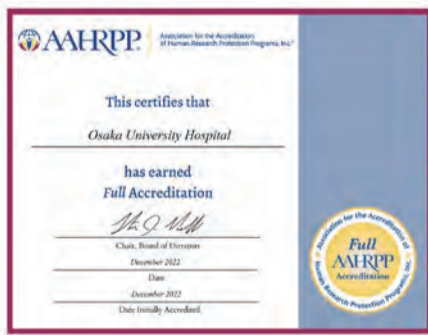 AAHRPP®
Association for the Accreditation
of Human Research Protection Programs, Inc.®
This certifies that
Osaka University Hospital
has earned
Full Accreditation
Chair, Board of Directors
December 2022
Date
December 2022
Date Initially Accredited
Association for the Accreditation of Human Research Protection Programs, Inc.
Full
AAHRPP
Accreditation